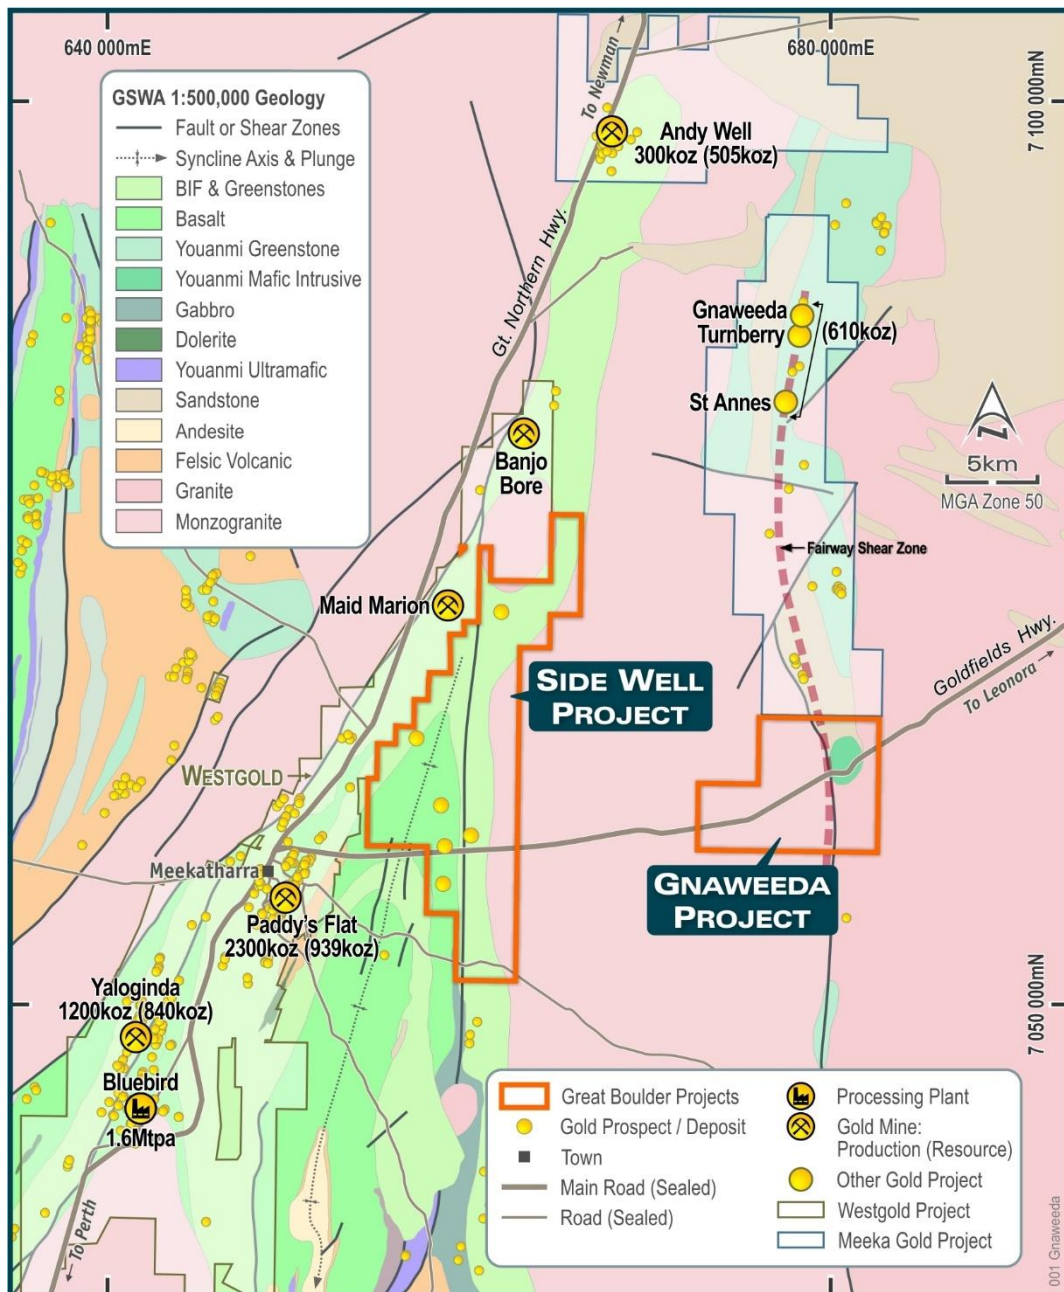 640 000mE
680 000mE
7 100 000mN
7 050 000mN
GSWA 1:500,000 Geology
Fault or Shear Zones
Syncline Axis & Plunge
BIF & Greenstones
Basalt
Youanmi Greenstone
Youanmi Mafic Intrusive
Gabbro
Dolerite
Youanmi Ultramafic
Sandstone
Andesite
Felsic Volcanic
Granite
Monzogranite
To Newman
Andy Well
300koz (505koz)
Gt. Northern Hwy.
Gnaweeda
Turnberry
(610koz)
St Annes
N
5km
MGA Zone 50
Banjo
Bore
Fairway Shear Zone
Maid Marion
Goldfields Hwy.
To Leonora
SIDE WELL
PROJECT
WESTGOLD
Meekatharra
GNAWEEDA
PROJECT
Paddy's Flat
2300koz (939koz)
Yaloginda
1200koz (840koz)
Bluebird
1.6Mtpa
To Perth
Great Boulder Projects
Gold Prospect / Deposit
Town
Main Road (Sealed)
Road (Sealed)
Processing Plant
Gold Mine:
Production (Resource)
Other Gold Project
Westgold Project
Meeka Gold Project
001 Gnaweeda